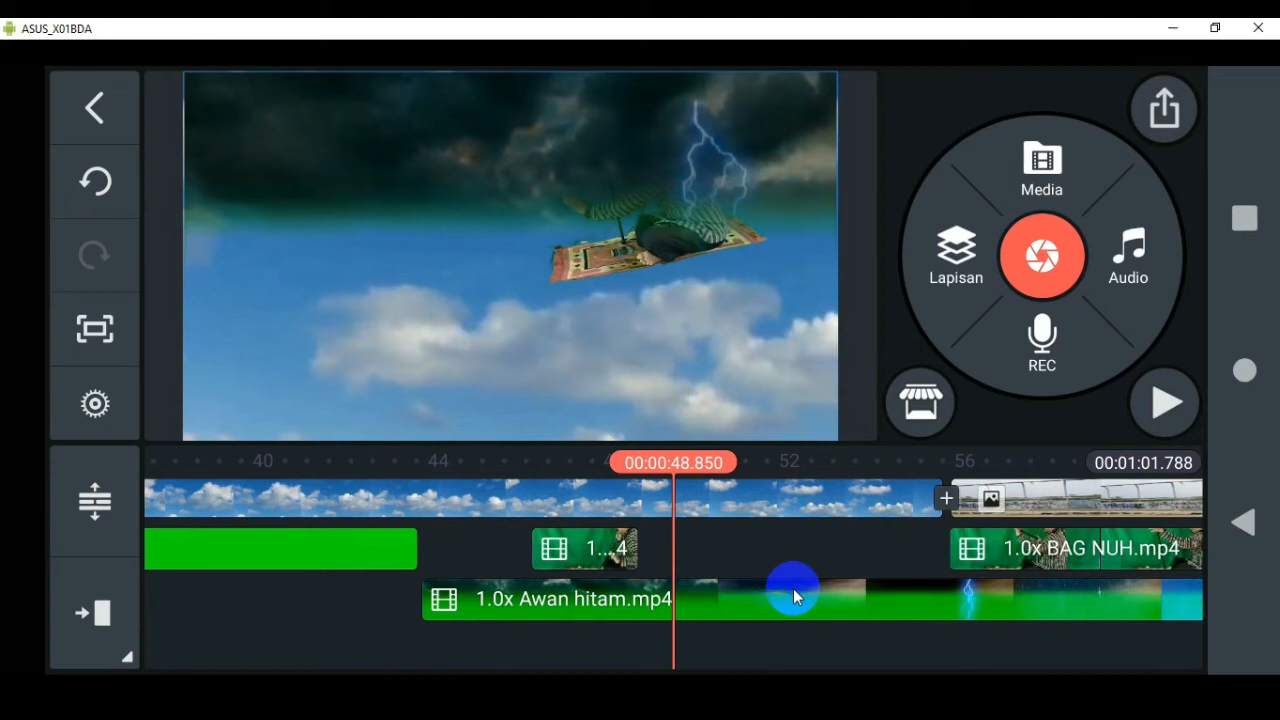 ASUS_X01BDA
Media
Lapisan
Audio
REC
40
44
00:00:48.850
52
56
00:01:01.788
1...4
1.0x BAG NUH.mp4
1.0x Awan hitam.mp4